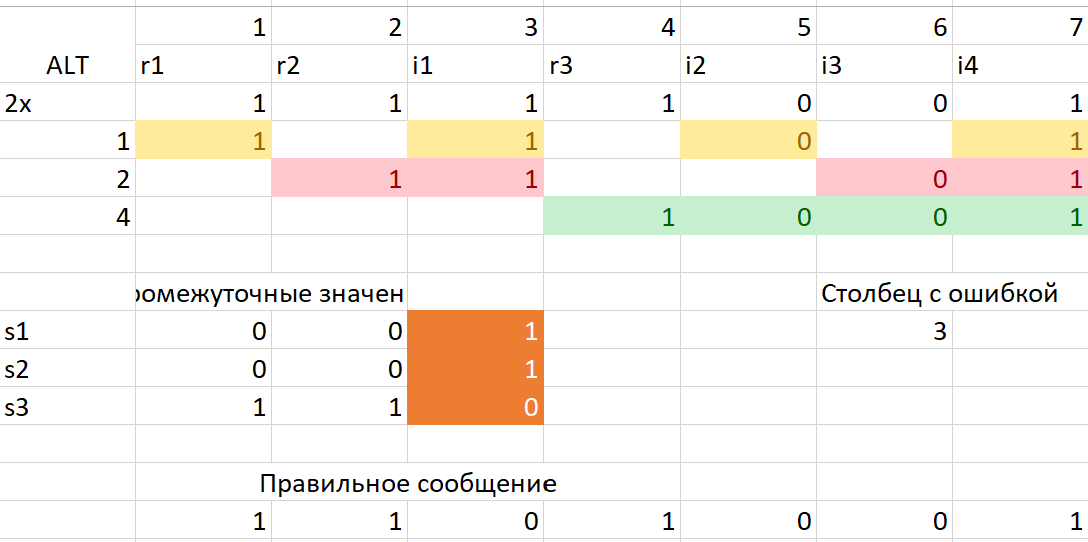 1 2 3 4 5 6 7
ALT r1 r2 i1 r3 i2 i3 i4
2x 1 1 1 1 0 0 1
1 1 1 0 1
2 1 1 0 1
4 1 0 0 1
ромежуточные значен Столбец с ошибкой
s1 0 0 1 3
s2 0 0 1
s3 1 1 0
Правильное сообщение
1 1 0 1 0 0 1